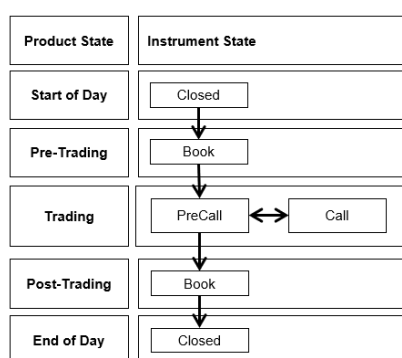 Product State Instrument State
Start of Day Closed
Pre-Trading Book
Trading PreCall Call
Post-Trading Book
End of Day Closed